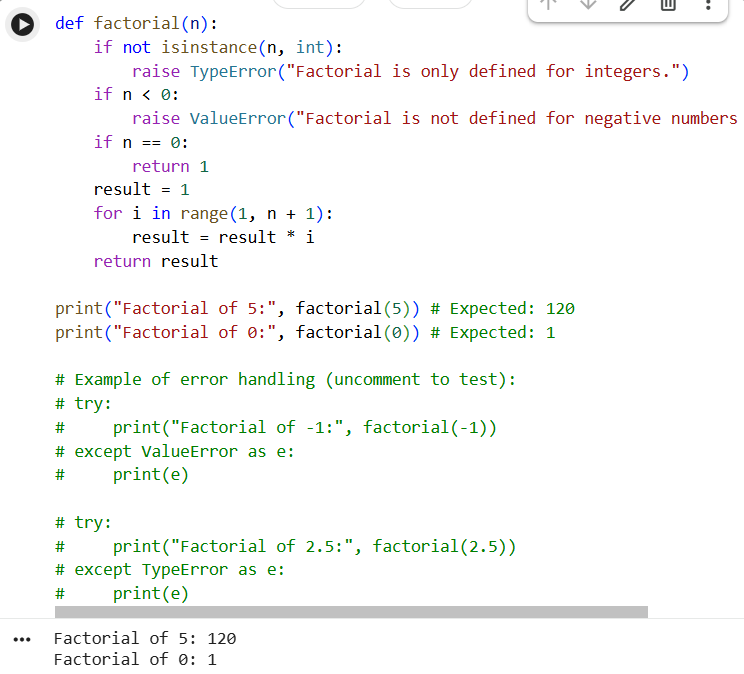 def factorial(n):
    if not isinstance(n, int):
        raise TypeError("Factorial is only defined for integers.")
    if n < 0:
        raise ValueError("Factorial is not defined for negative numbers
    if n == 0:
        return 1
    result = 1
    for i in range(1, n + 1):
        result = result * i
    return result

print("Factorial of 5:", factorial(5)) # Expected: 120
print("Factorial of 0:", factorial(0)) # Expected: 1

# Example of error handling (uncomment to test):
# try:
#     print("Factorial of -1:", factorial(-1))
# except ValueError as e:
#     print(e)

# try:
#     print("Factorial of 2.5:", factorial(2.5))
# except TypeError as e:
#     print(e)
Factorial of 5: 120
Factorial of 0: 1